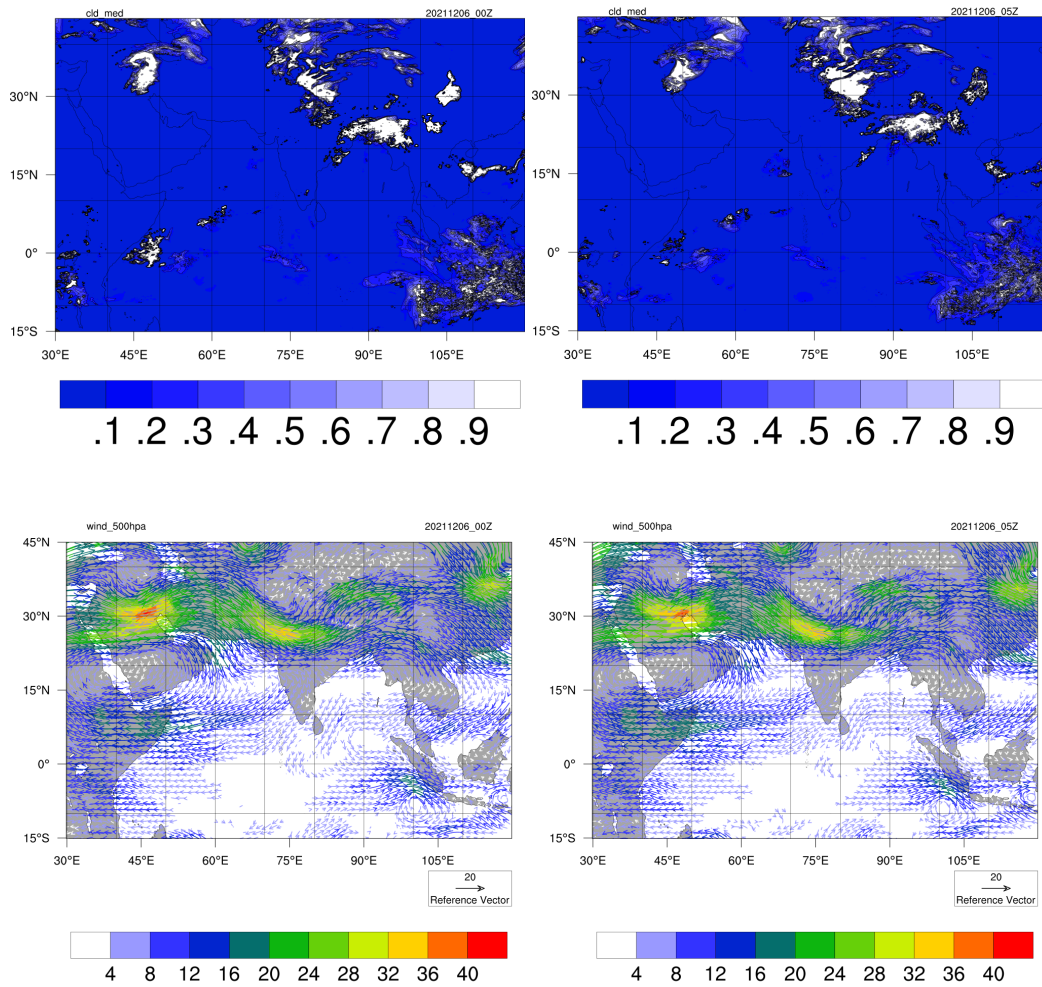 cld_med 20211206_00Z
30°N
15°N
0°
15°S
30°E 45°E 60°E 75°E 90°E 105°E
.1 .2 .3 .4 .5 .6 .7 .8 .9
cld_med 20211206_05Z
30°N
15°N
0°
15°S
30°E 45°E 60°E 75°E 90°E 105°E
.1 .2 .3 .4 .5 .6 .7 .8 .9
wind_500hpa 20211206_00Z
45°N
30°N
15°N
0°
15°S
30°E 45°E 60°E 75°E 90°E 105°E
20
Reference Vector
4 8 12 16 20 24 28 32 36 40
wind_500hpa 20211206_05Z
45°N
30°N
15°N
0°
15°S
30°E 45°E 60°E 75°E 90°E 105°E
20
Reference Vector
4 8 12 16 20 24 28 32 36 40